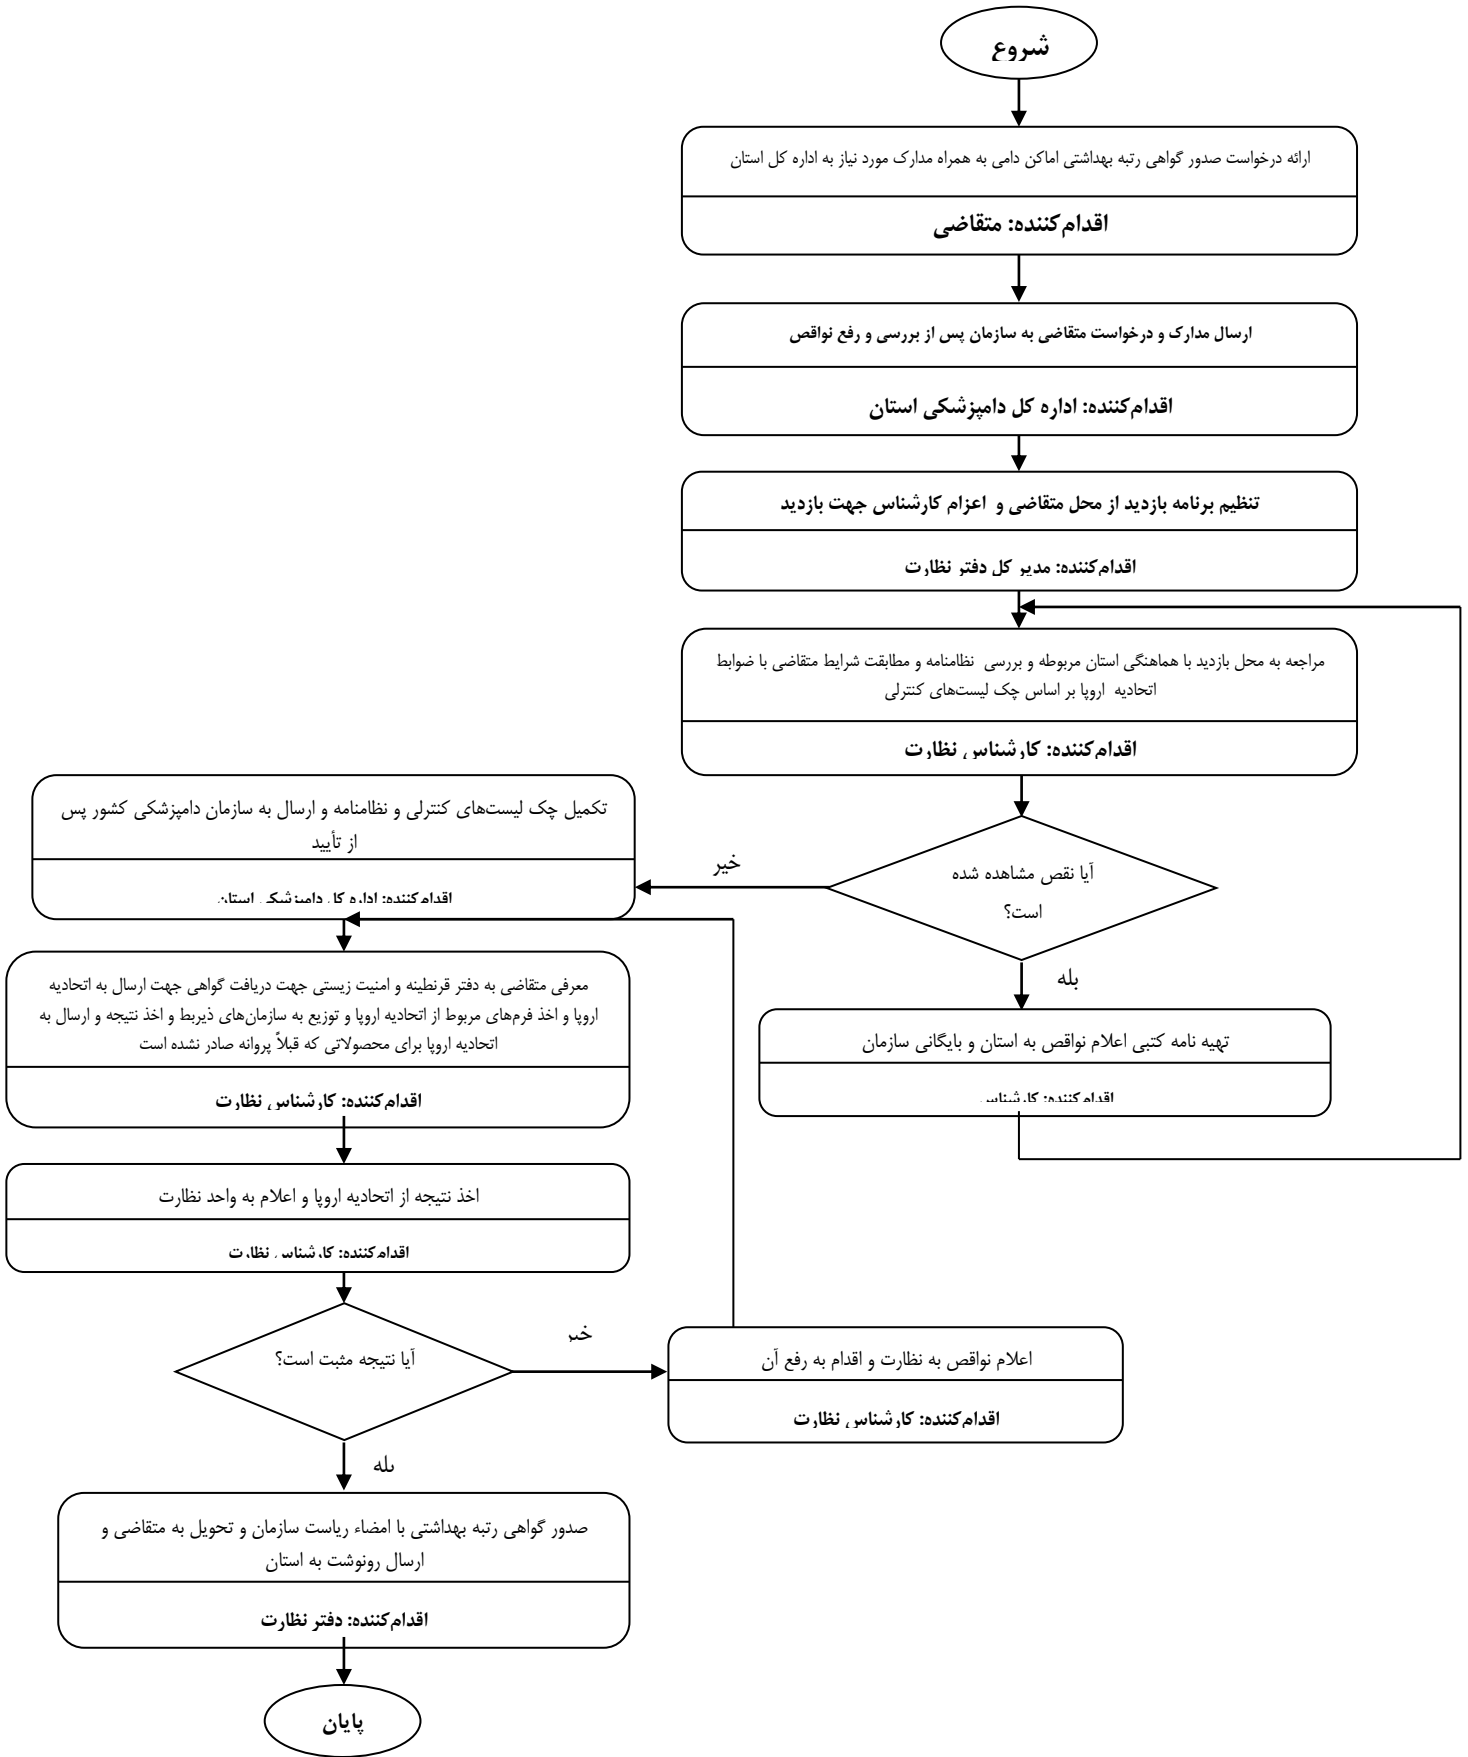 شروع
ارائه درخواست صدور گواهی رتبه بهداشتی اماکن دامی به همراه مدارک مورد نیاز به اداره کل استان
اقدام‌کننده: متقاضی
ارسال مدارک و درخواست متقاضی به سازمان پس از بررسی و رفع نواقص
اقدام‌کننده: اداره کل دامپزشکی استان
تنظیم برنامه بازدید از محل متقاضی و اعزام کارشناس جهت بازدید
اقدام‌کننده: مدیر کل دفتر نظارت
مراجعه به محل بازدید با هماهنگی استان مربوطه و بررسی نظامنامه و مطابقت شرایط متقاضی با ضوابط
اتحادیه اروپا بر اساس چک لیست‌های کنترلی
اقدام‌کننده: کارشناس نظارت
آیا نقص مشاهده شده
است؟
خیر
تکمیل چک لیست‌های کنترلی و نظامنامه و ارسال به سازمان دامپزشکی کشور پس
از تأیید
اقدام‌کننده: اداره کل دامپزشکی استان
بله
تهیه نامه کتبی اعلام نواقص به استان و بایگانی سازمان
اقدام‌کننده: کارشناس
معرفی متقاضی به دفتر قرنطینه و امنیت زیستی جهت دریافت گواهی جهت ارسال به اتحادیه
اروپا و اخذ فرم‌های مربوط از اتحادیه اروپا و توزیع به سازمان‌های ذیربط و اخذ نتیجه و ارسال به
اتحادیه اروپا برای محصولاتی که قبلاً پروانه صادر نشده است
اقدام‌کننده: کارشناس نظارت
اخذ نتیجه از اتحادیه اروپا و اعلام به واحد نظارت
اقدام‌کننده: کارشناس نظارت
آیا نتیجه مثبت است؟
خیر
اعلام نواقص به نظارت و اقدام به رفع آن
اقدام‌کننده: کارشناس نظارت
بله
صدور گواهی رتبه بهداشتی با امضاء ریاست سازمان و تحویل به متقاضی و
ارسال رونوشت به استان
اقدام‌کننده: دفتر نظارت
پایان